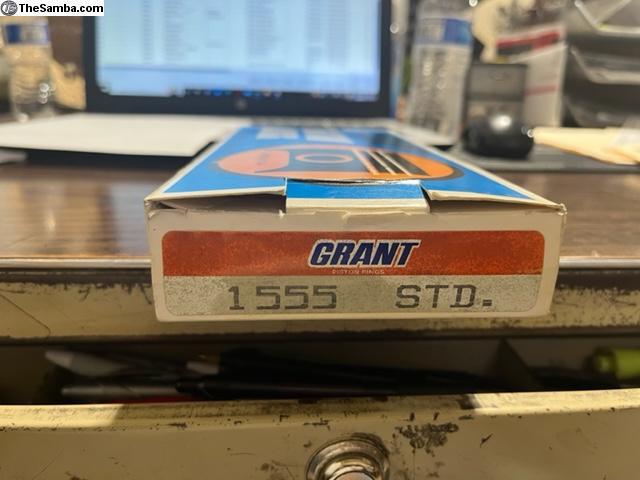 TheSamba.com
GRANT
PISTON RINGS
1555 STD.